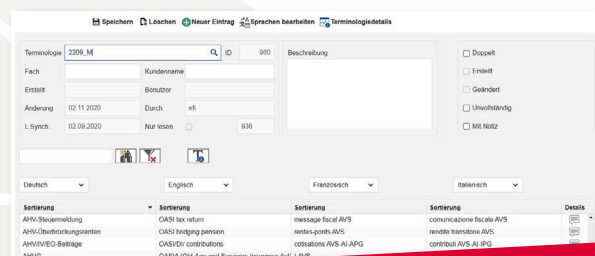 Speichern Löschen Neuer Eintrag Sprachen bearbeiten Terminologiedetails
Terminologie 2209_M ID 980 Beschreibung Doppelt
Fach Kundenname Erstellt
Erstellt Benutzer Geändert
Änderung 02.11.2020 Durch efi Unvollständig
L.Synch. 02.09.2020 Nur lesen 936 Mit Notiz
Deutsch Englisch Französisch Italienisch
Sortierung Sortierung Sortierung Sortierung Details
AHV-Steuermeldung OASI tax return message fiscal AVS comunicazione fiscale AVS
AHV-Überbrückungsrenten OASI bridging pension rentes-ponts AVS rendite transitorie AVS
AHV/IV/EO-Beiträge OASI/DI/ contributions cotisations AVS-AI-APG contributi AVS-AI-IPG
AHVG